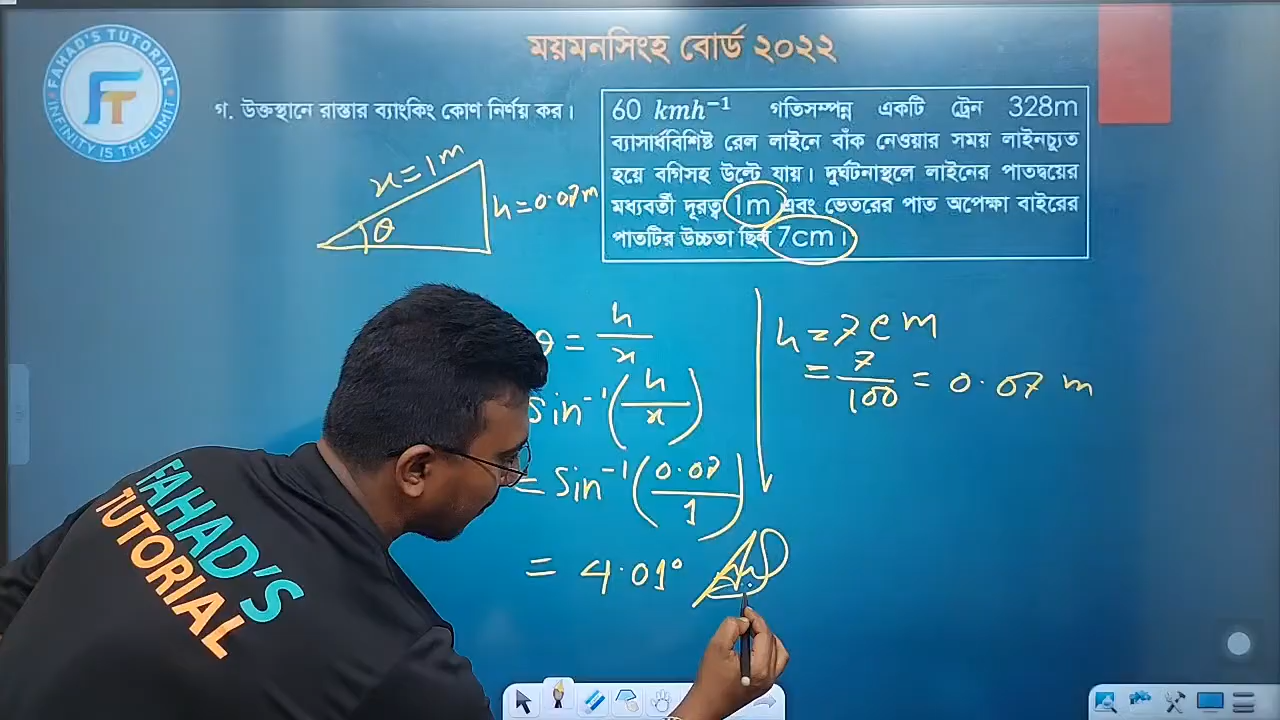 ময়মনসিংহ বোর্ড ২০২২
FAHAD'S TUTORIAL
FT
INFINITY IS THE LIMIT
গ. উক্তস্থানে রাস্তার ব্যাংকিং কোণ নির্ণয় কর।
60 kmh⁻¹ গতিসম্পন্ন একটি ট্রেন 328m
ব্যাসার্ধবিশিষ্ট রেল লাইনে বাঁক নেওয়ার সময় লাইনচ্যুত
হয়ে বগিসহ উল্টে যায়। দুর্ঘটনাস্থলে লাইনের পাতদ্বয়ের
মধ্যবর্তী দূরত্ব 1m এবং ভেতরের পাত অপেক্ষা বাইরের
পাতটির উচ্চতা ছিল 7cm।
x = 1m
h = 0.07m
θ
θ = h/x
sin⁻¹(h/x)
= sin⁻¹(0.07/1)
= 4.01°
h = 7cm
= 7/100 = 0.07 m
FAHAD'S
TUTORIAL